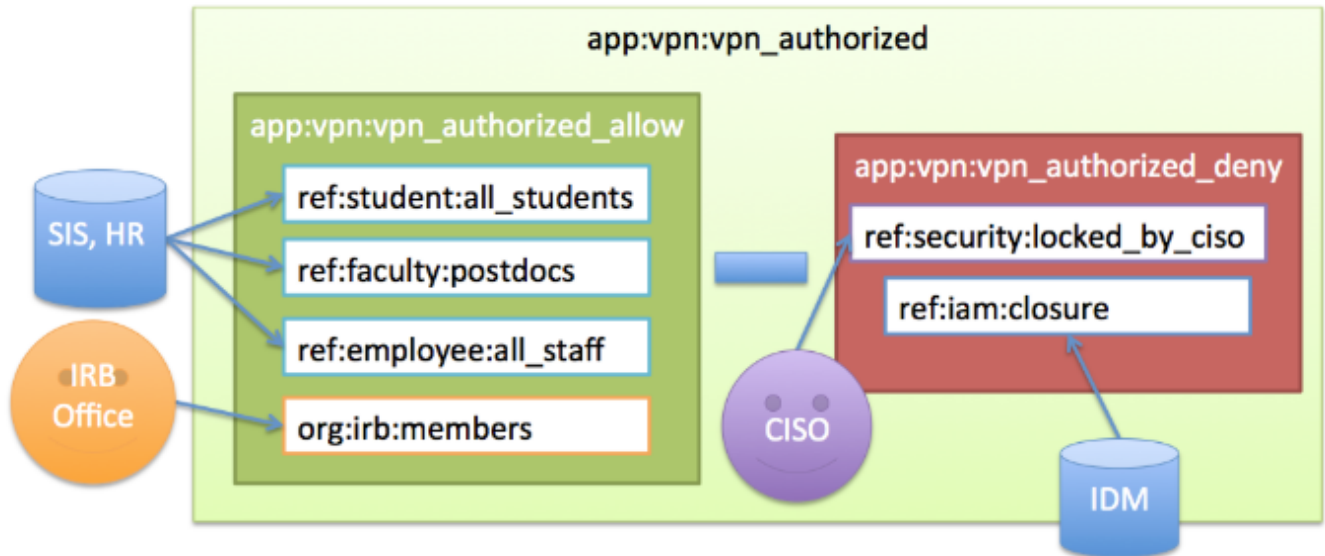 app:vpn:vpn_authorized
app:vpn:vpn_authorized_allow
ref:student:all_students
ref:faculty:postdocs
ref:employee:all_staff
org:irb:members
SIS, HR
IRB
Office
app:vpn:vpn_authorized_deny
ref:security:locked_by_ciso
ref:iam:closure
CISO
IDM